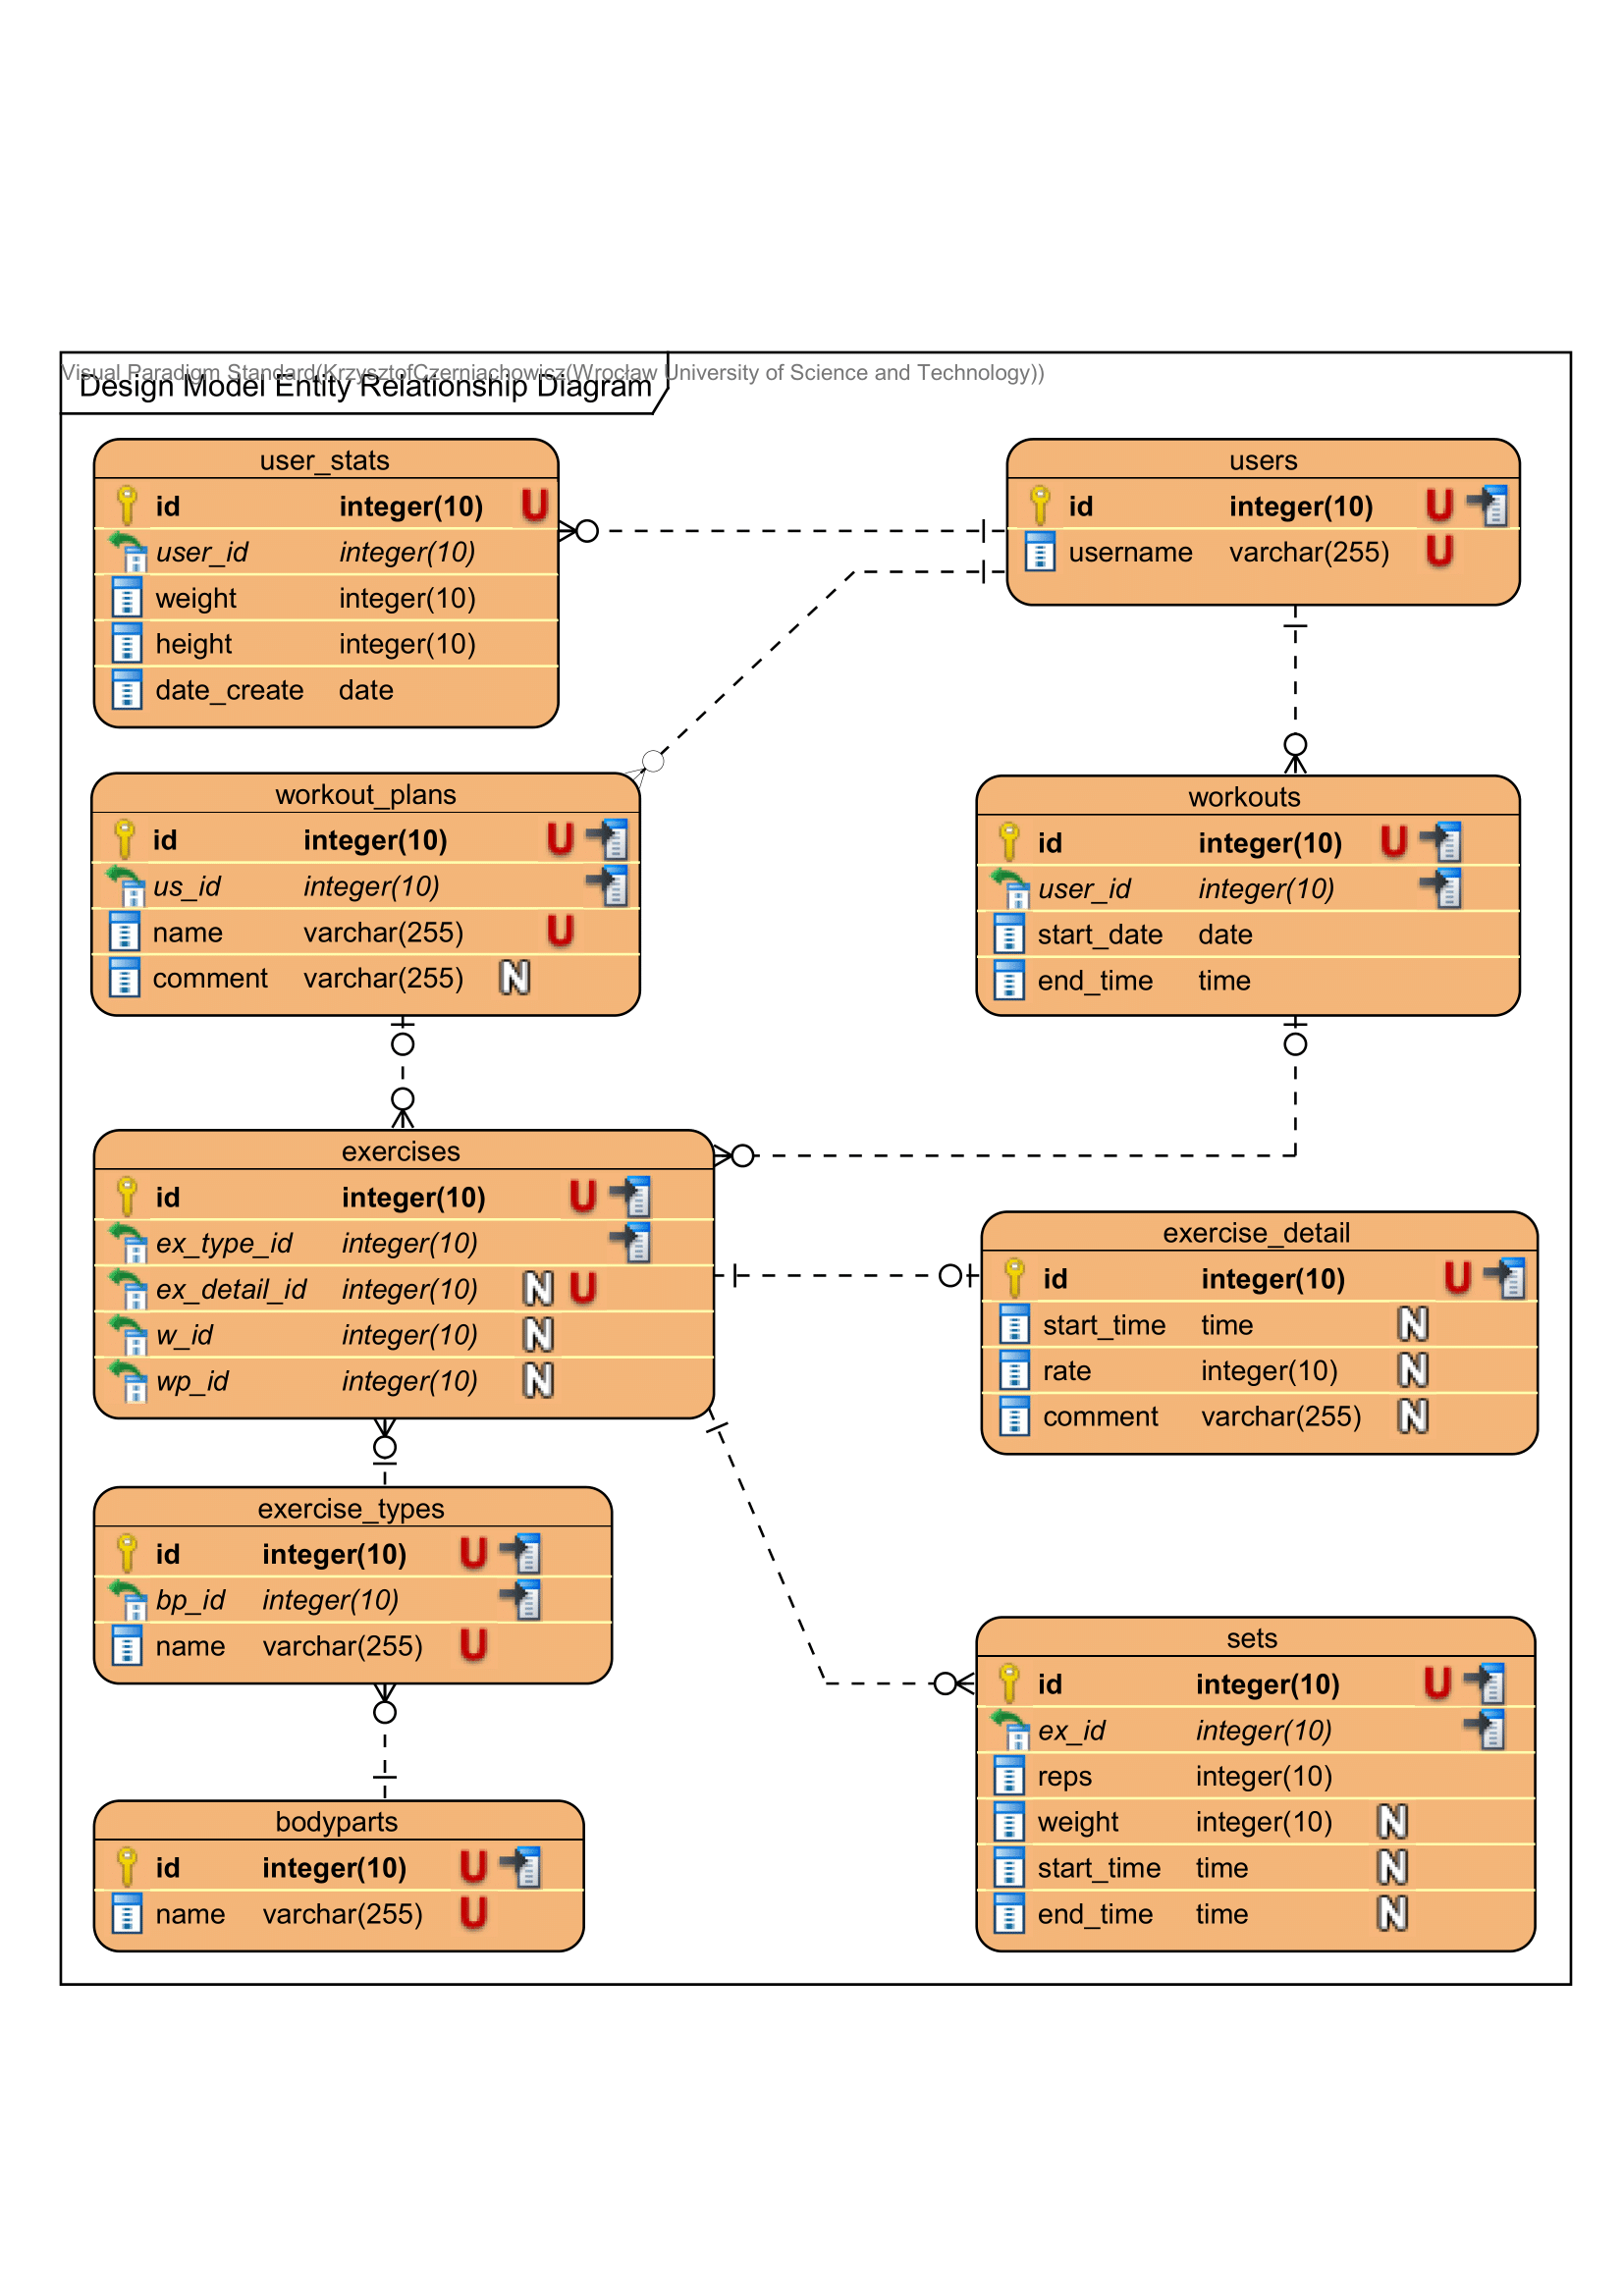 Visual Paradigm Standard(KrzysztofCzerniachowicz(Wrocław University of Science and Technology))
Design Model Entity Relationship Diagram
user_stats
id integer(10) U
user_id integer(10)
weight integer(10)
height integer(10)
date_create date
users
id integer(10) U
username varchar(255) U
workout_plans
id integer(10) U
us_id integer(10)
name varchar(255) U
comment varchar(255) N
workouts
id integer(10) U
user_id integer(10)
start_date date
end_time time
exercises
id integer(10) U
ex_type_id integer(10)
ex_detail_id integer(10) N U
w_id integer(10) N
wp_id integer(10) N
exercise_detail
id integer(10) U
start_time time N
rate integer(10) N
comment varchar(255) N
exercise_types
id integer(10) U
bp_id integer(10)
name varchar(255) U
sets
id integer(10) U
ex_id integer(10)
reps integer(10)
weight integer(10) N
start_time time N
end_time time N
bodyparts
id integer(10) U
name varchar(255) U